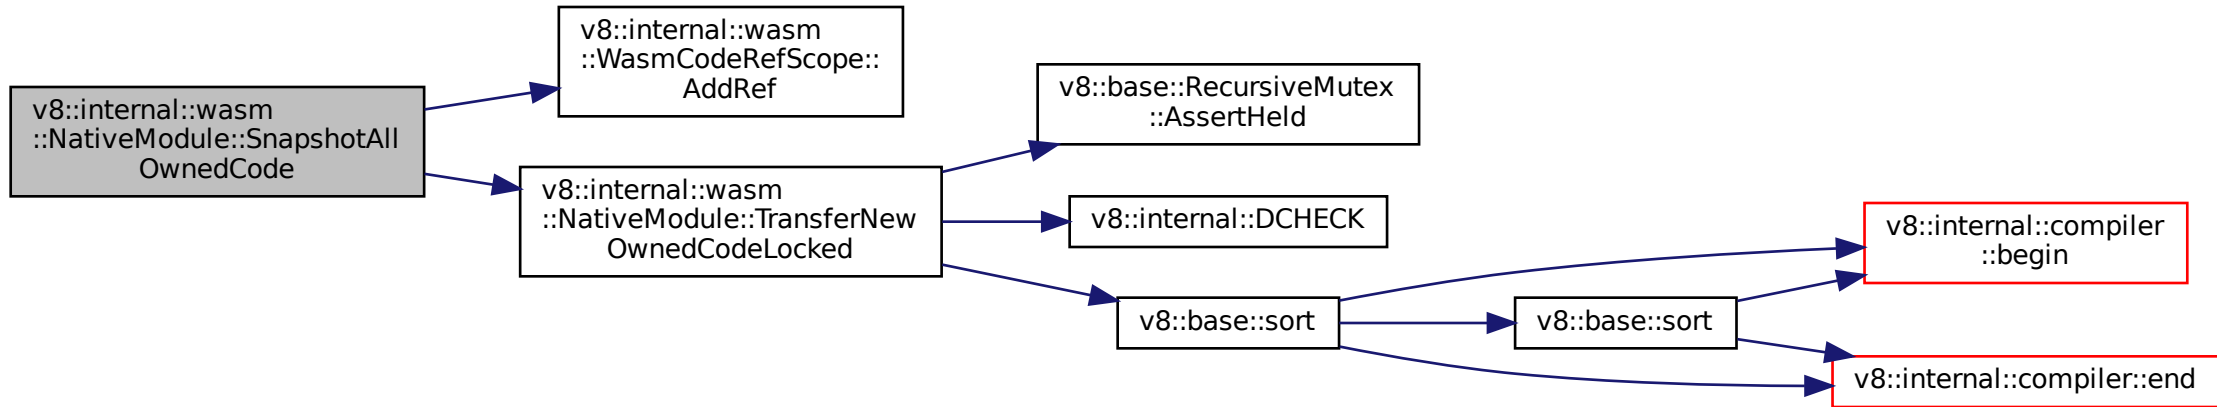 v8::internal::wasm
::NativeModule::SnapshotAll
OwnedCode
v8::internal::wasm
::WasmCodeRefScope::
AddRef
v8::internal::wasm
::NativeModule::TransferNew
OwnedCodeLocked
v8::base::RecursiveMutex
::AssertHeld
v8::internal::DCHECK
v8::base::sort
v8::base::sort
v8::internal::compiler
::begin
v8::internal::compiler::end